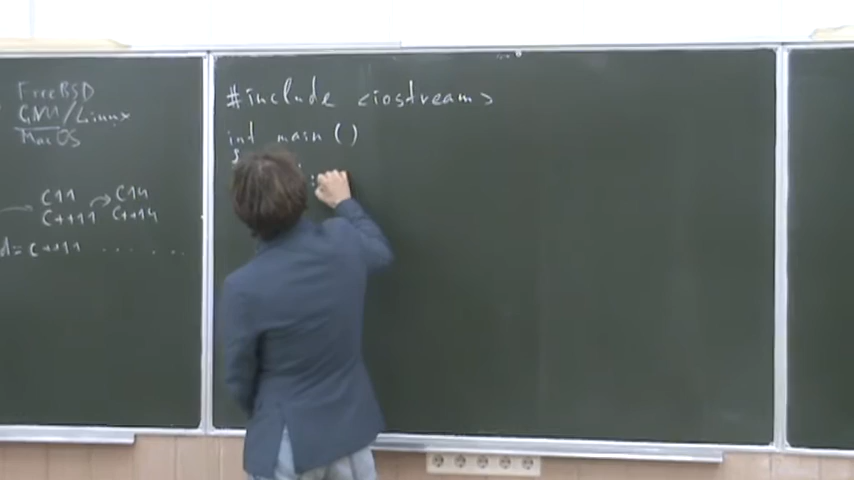 FreeBSD
GNU/Linux
MacOS
C11 C14
C++11 C++14
d=c++11 . . . . . . .
#include <iostream>
int main ()
{